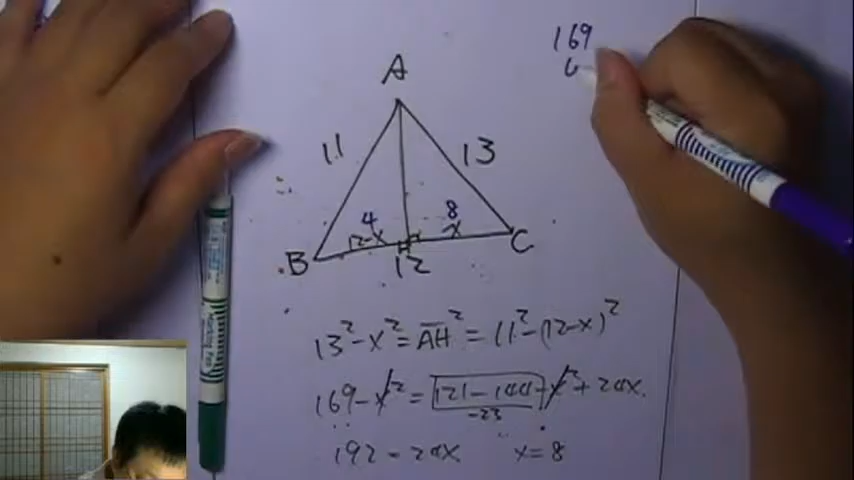 169
6
A
11
13
4
8
12-x
x
B
H
C
12
13²-x²=AH²=11²-(12-x)²
169-x²=121-144-x²+24x.
-23
192=24x x=8